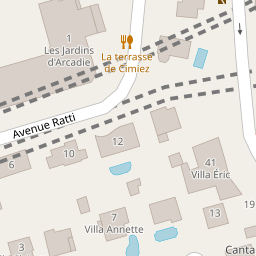 1
Les Jardins
d'Arcadie
La terrasse
de Cimiez
Avenue Ratti
12
10
6
41
Villa Éric
7
Villa Annette
13
3
19